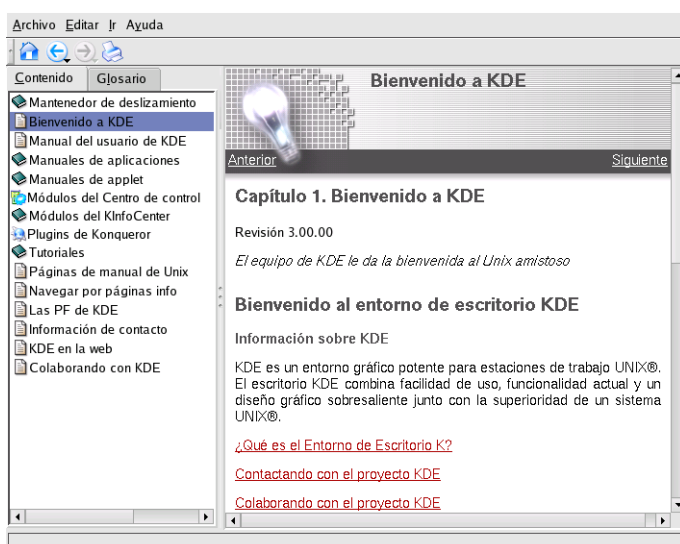 Archivo Editar Ir Ayuda
Contenido Glosario
Mantenedor de deslizamiento
Bienvenido a KDE
Manual del usuario de KDE
Manuales de aplicaciones
Manuales de applet
Módulos del Centro de control
Módulos del KInfoCenter
Plugins de Konqueror
Tutoriales
Páginas de manual de Unix
Navegar por páginas info
Las PF de KDE
Información de contacto
KDE en la web
Colaborando con KDE
Bienvenido a KDE
Anterior Siguiente
Capítulo 1. Bienvenido a KDE
Revisión 3.00.00
El equipo de KDE le da la bienvenida al Unix amistoso
Bienvenido al entorno de escritorio KDE
Información sobre KDE
KDE es un entorno gráfico potente para estaciones de trabajo UNIX®.
El escritorio KDE combina facilidad de uso, funcionalidad actual y un
diseño gráfico sobresaliente junto con la superioridad de un sistema
UNIX®.
¿Qué es el Entorno de Escritorio K?
Contactando con el proyecto KDE
Colaborando con el proyecto KDE